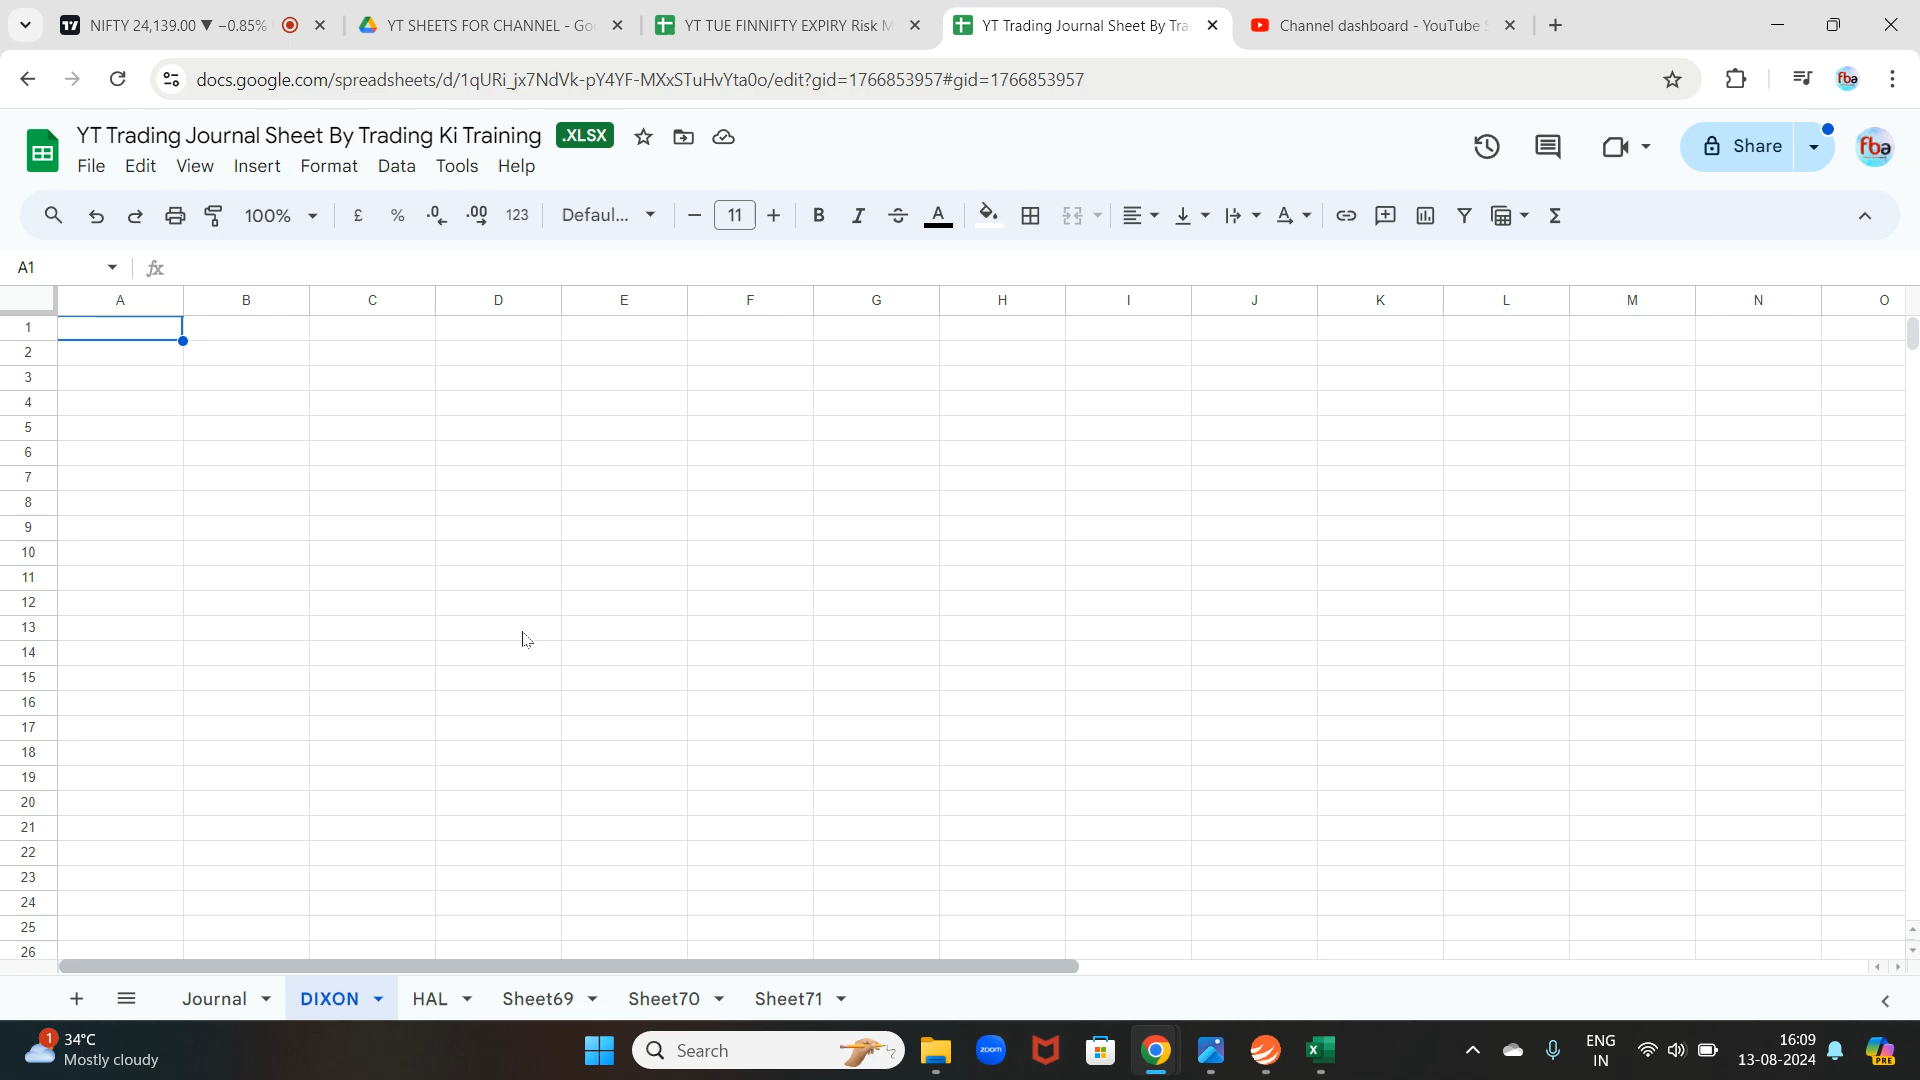 NIFTY 24,139.00 ▼ −0.85%
YT SHEETS FOR CHANNEL - Go
YT TUE FINNIFTY EXPIRY Risk M
YT Trading Journal Sheet By Tra
Channel dashboard - YouTube S
docs.google.com/spreadsheets/d/1qURi_jx7NdVk-pY4YF-MXxSTuHvYta0o/edit?gid=1766853957#gid=1766853957
fba
YT Trading Journal Sheet By Trading Ki Training .XLSX
Share
fba
File Edit View Insert Format Data Tools Help
100% £ % .0 .00 123 Defaul... − 11 + B I S A Σ
A1 fx
A B C D E F G H I J K L M N O
1
2
3
4
5
6
7
8
9
10
11
12
13
14
15
16
17
18
19
20
21
22
23
24
25
26
+ Journal DIXON HAL Sheet69 Sheet70 Sheet71
1 34°C
Mostly cloudy
Search
zoom
ENG
IN
16:09
13-08-2024
PRE